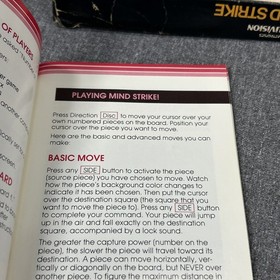 OF PLAYERS
STRIKE
PLAYING MIND STRIKE!
Press Direction Disc to move your cursor over your
own numbered pieces on the board. Position your
cursor over the piece you want to move.
Here are the basic and advanced moves you can
make:
BASIC MOVE
Press any SIDE button to activate the piece
(source piece) you have chosen to move. Watch
how the piece's background color changes to
indicate it has been chosen. Then put the cursor
over the destination square (the square that you
want to move the piece to). Press any SIDE button
to complete your command. Your piece will jump
up in the air and fall exactly on the destination
square, accompanied by a lock sound.
The greater the capture power (number on the
piece), the slower the piece will travel toward its
destination. A piece can move horizontally, ver-
tically or diagonally on the board, but NEVER over
another piece. To figure the maximum distance in